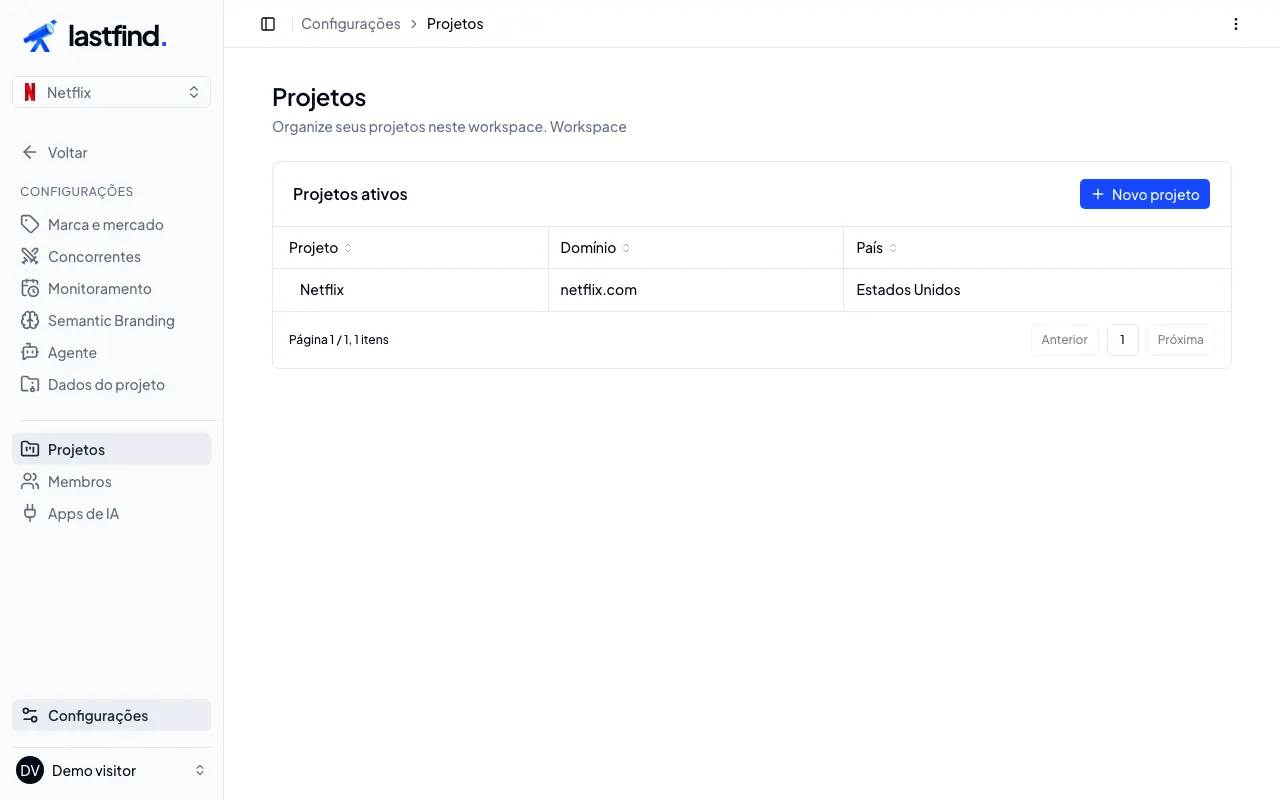 lastfind.
Netflix
Voltar
CONFIGURAÇÕES
Marca e mercado
Concorrentes
Monitoramento
Semantic Branding
Agente
Dados do projeto
Projetos
Membros
Apps de IA
Configurações
DV Demo visitor
Configurações > Projetos
Projetos
Organize seus projetos neste workspace. Workspace
Projetos ativos
+ Novo projeto
Projeto Domínio País
Netflix netflix.com Estados Unidos
Página 1 / 1, 1 itens
Anterior 1 Próxima